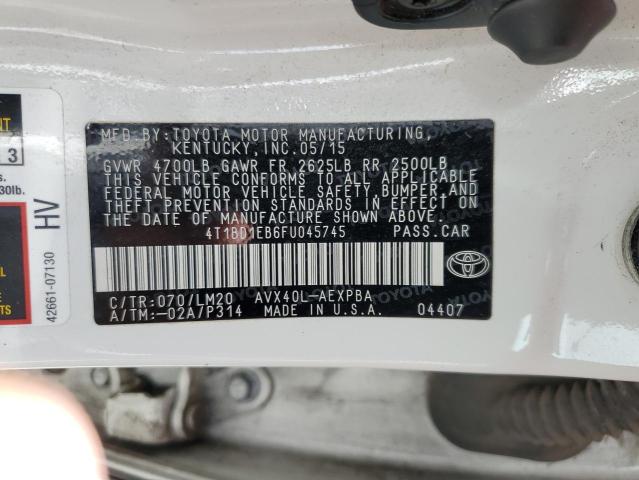 MFD.BY:TOYOTA MOTOR MANUFACTURING,
KENTUCKY, INC. 05/15
GVWR 4700LB GAWR FR 2625LB RR 2500LB
THIS VEHICLE CONFORMS TO ALL APPLICABLE
FEDERAL MOTOR VEHICLE SAFETY, BUMPER, AND
THEFT PREVENTION STANDARDS IN EFFECT ON
THE DATE OF MANUFACTURE SHOWN ABOVE.
4T1BD1EB6FU045745 PASS.CAR
C/TR:070/LM20 AVX40L-AEXPBA
A/TM:-02A/P314 MADE IN U.S.A. 04407
TOYOTA
3
s.
30lb.
HV
42661-07130